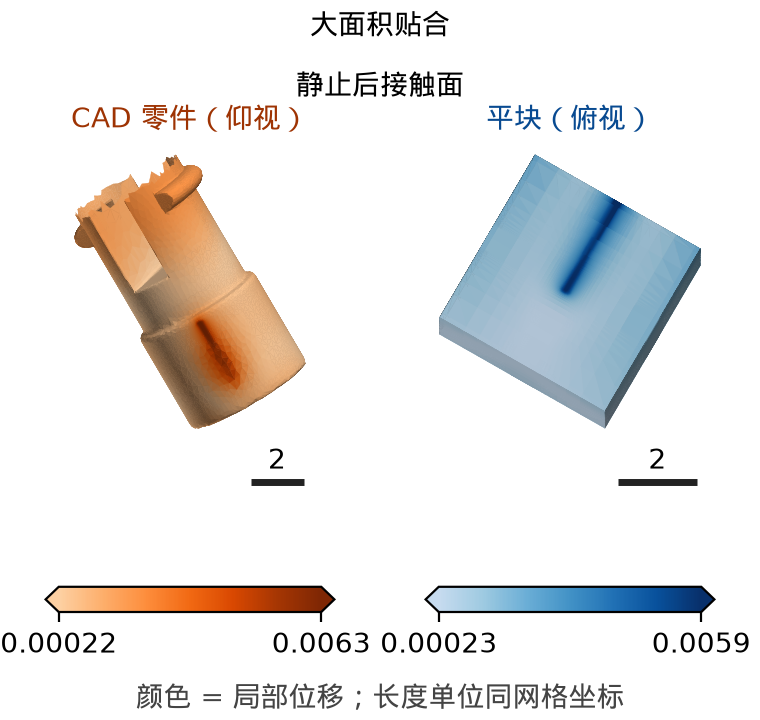 大面积贴合
静止后接触面
CAD 零件（仰视）
平块（俯视）
2
2
0.00022
0.0063
0.00023
0.0059
颜色 = 局部位移；长度单位同网格坐标